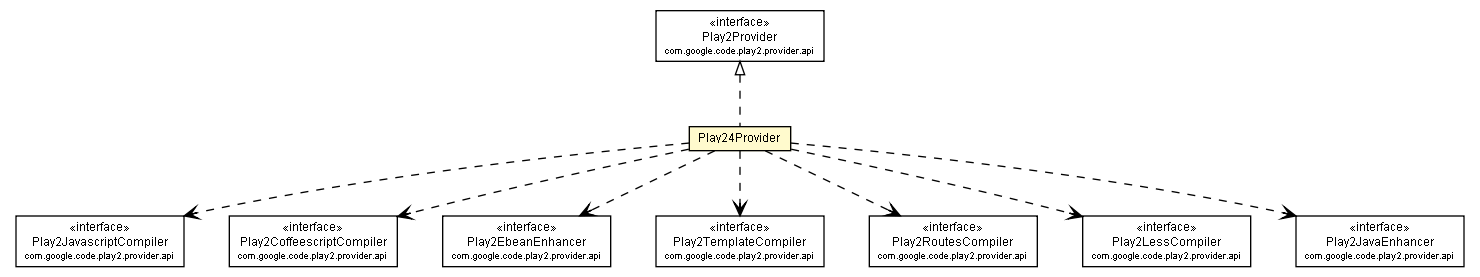 «interface»
Play2Provider
com.google.code.play2.provider.api
Play24Provider
«interface»
Play2JavascriptCompiler
com.google.code.play2.provider.api
«interface»
Play2CoffeescriptCompiler
com.google.code.play2.provider.api
«interface»
Play2EbeanEnhancer
com.google.code.play2.provider.api
«interface»
Play2TemplateCompiler
com.google.code.play2.provider.api
«interface»
Play2RoutesCompiler
com.google.code.play2.provider.api
«interface»
Play2LessCompiler
com.google.code.play2.provider.api
«interface»
Play2JavaEnhancer
com.google.code.play2.provider.api